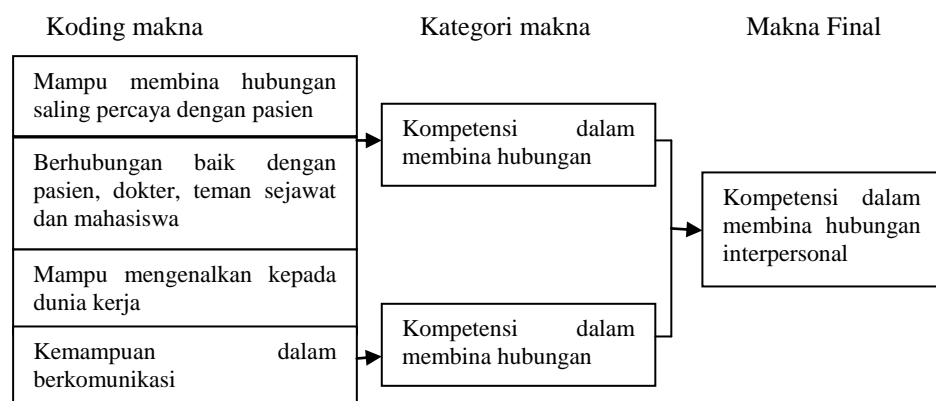 Koding makna
Kategori makna
Makna Final
Mampu membina hubungan
saling percaya dengan pasien
Berhubungan baik dengan
pasien, dokter, teman sejawat
dan mahasiswa
Mampu mengenalkan kepada
dunia kerja
Kemampuan dalam
berkomunikasi
Kompetensi dalam
membina hubungan
Kompetensi dalam
membina hubungan
Kompetensi dalam
membina hubungan
interpersonal